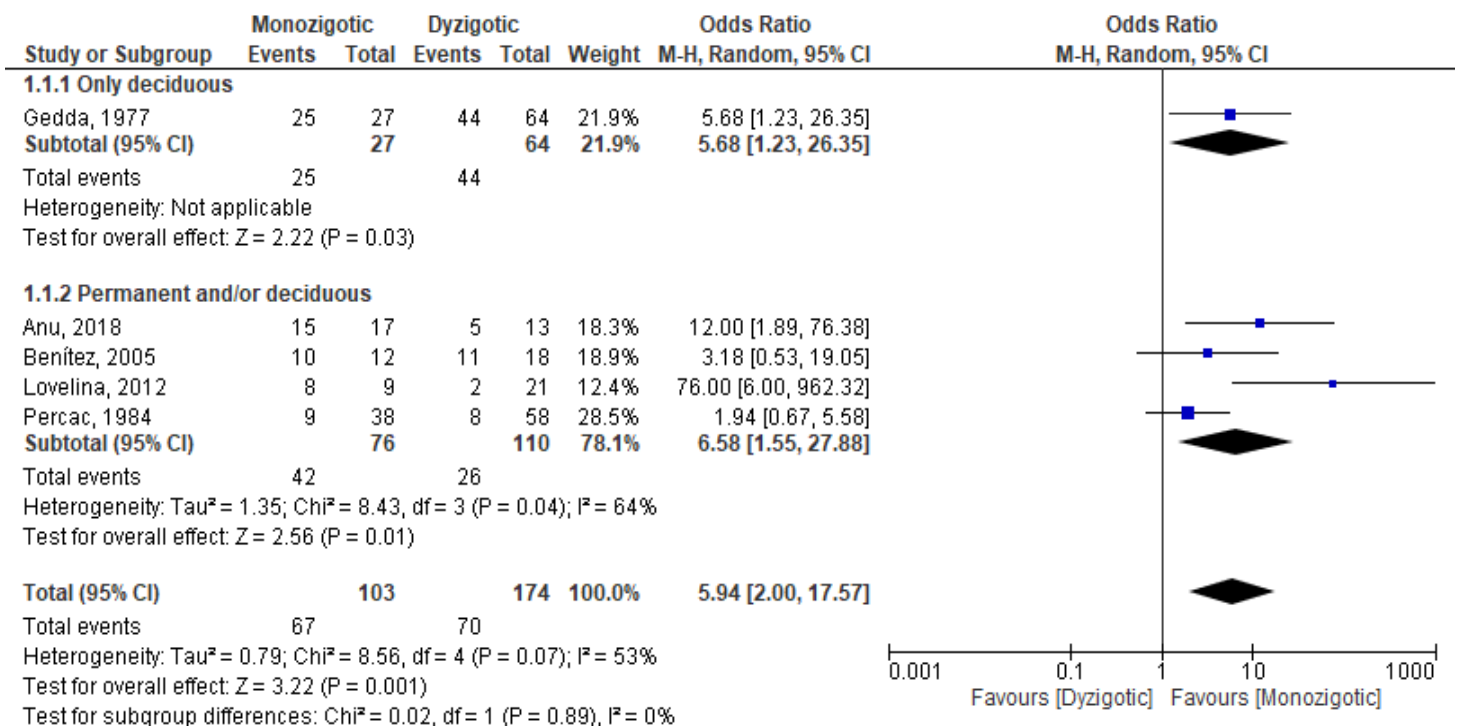 Monozigotic Dyzigotic Odds Ratio Odds Ratio
Study or Subgroup Events Total Events Total Weight M-H, Random, 95% CI M-H, Random, 95% CI
1.1.1 Only deciduous
Gedda, 1977 25 27 44 64 21.9% 5.68 [1.23, 26.35]
Subtotal (95% CI) 27 64 21.9% 5.68 [1.23, 26.35]
Total events 25 44
Heterogeneity: Not applicable
Test for overall effect: Z = 2.22 (P = 0.03)
1.1.2 Permanent and/or deciduous
Anu, 2018 15 17 5 13 18.3% 12.00 [1.89, 76.38]
Benítez, 2005 10 12 11 18 18.9% 3.18 [0.53, 19.05]
Lovelina, 2012 8 9 2 21 12.4% 76.00 [6.00, 962.32]
Percac, 1984 9 38 8 58 28.5% 1.94 [0.67, 5.58]
Subtotal (95% CI) 76 110 78.1% 6.58 [1.55, 27.88]
Total events 42 26
Heterogeneity: Tau² = 1.35; Chi² = 8.43, df = 3 (P = 0.04); I² = 64%
Test for overall effect: Z = 2.56 (P = 0.01)
Total (95% CI) 103 174 100.0% 5.94 [2.00, 17.57]
Total events 67 70
Heterogeneity: Tau² = 0.79; Chi² = 8.56, df = 4 (P = 0.07); I² = 53%
Test for overall effect: Z = 3.22 (P = 0.001)
Test for subgroup differences: Chi² = 0.02, df = 1 (P = 0.89), I² = 0%
0.001 0.1 1 10 1000
Favours [Dyzigotic] Favours [Monozigotic]